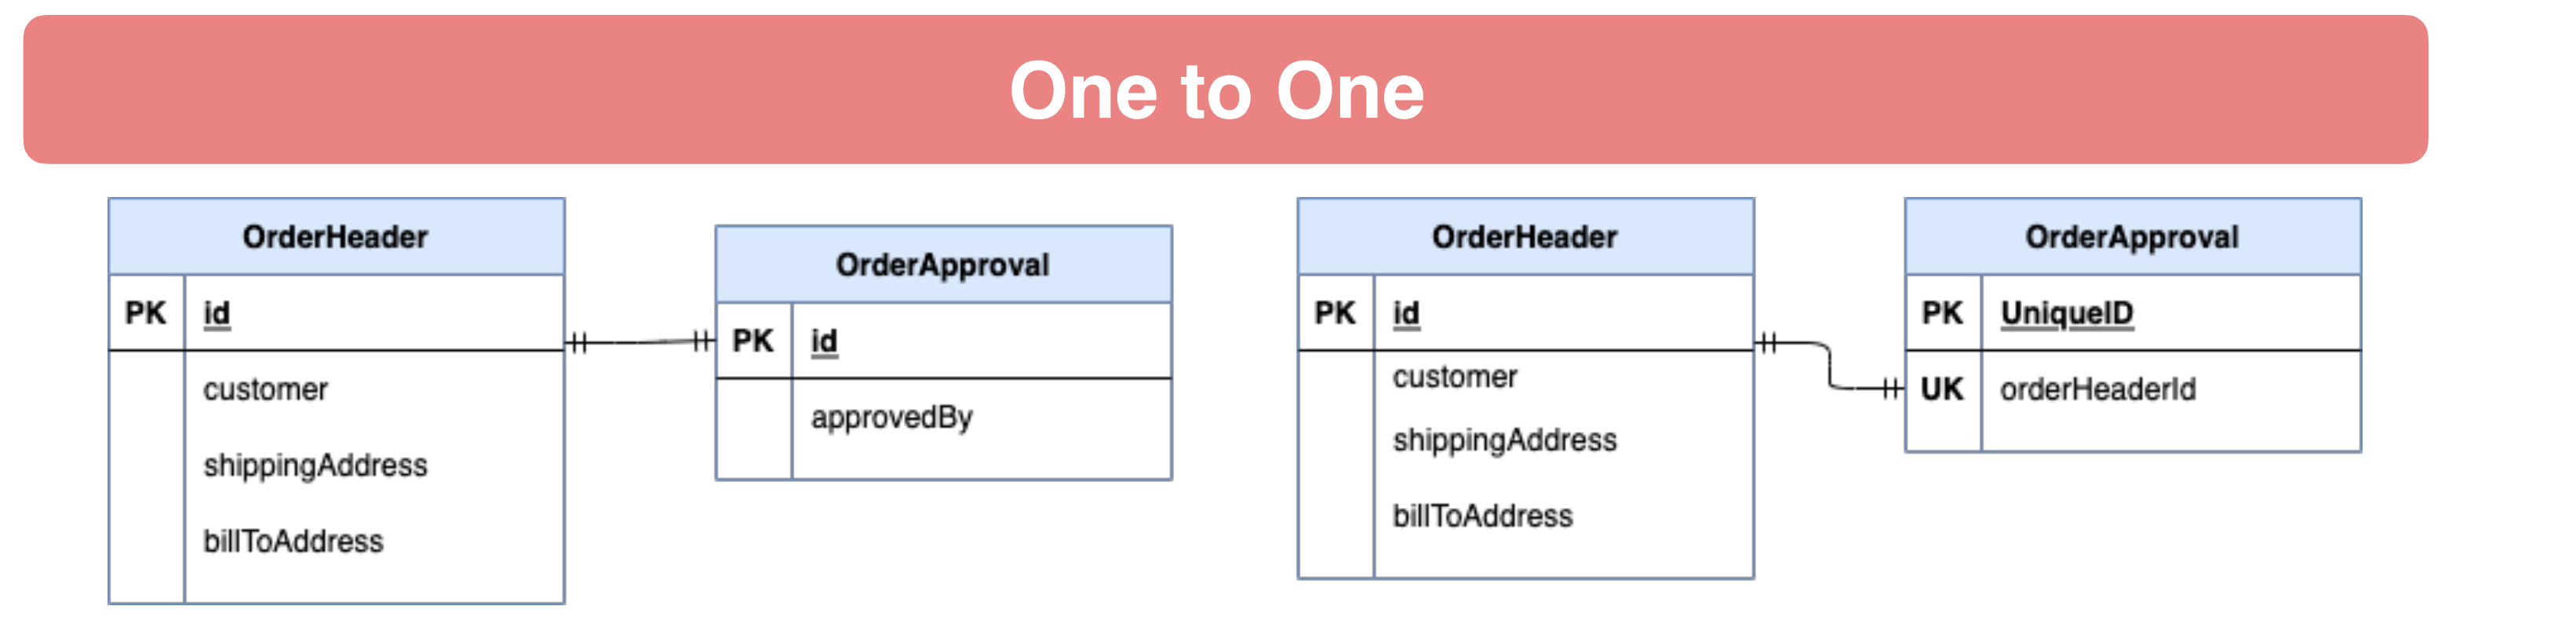 One to One
OrderHeader
PK id
customer
shippingAddress
billToAddress
OrderApproval
PK id
approvedBy
OrderHeader
PK id
customer
shippingAddress
billToAddress
OrderApproval
PK UniqueID
UK orderHeaderId